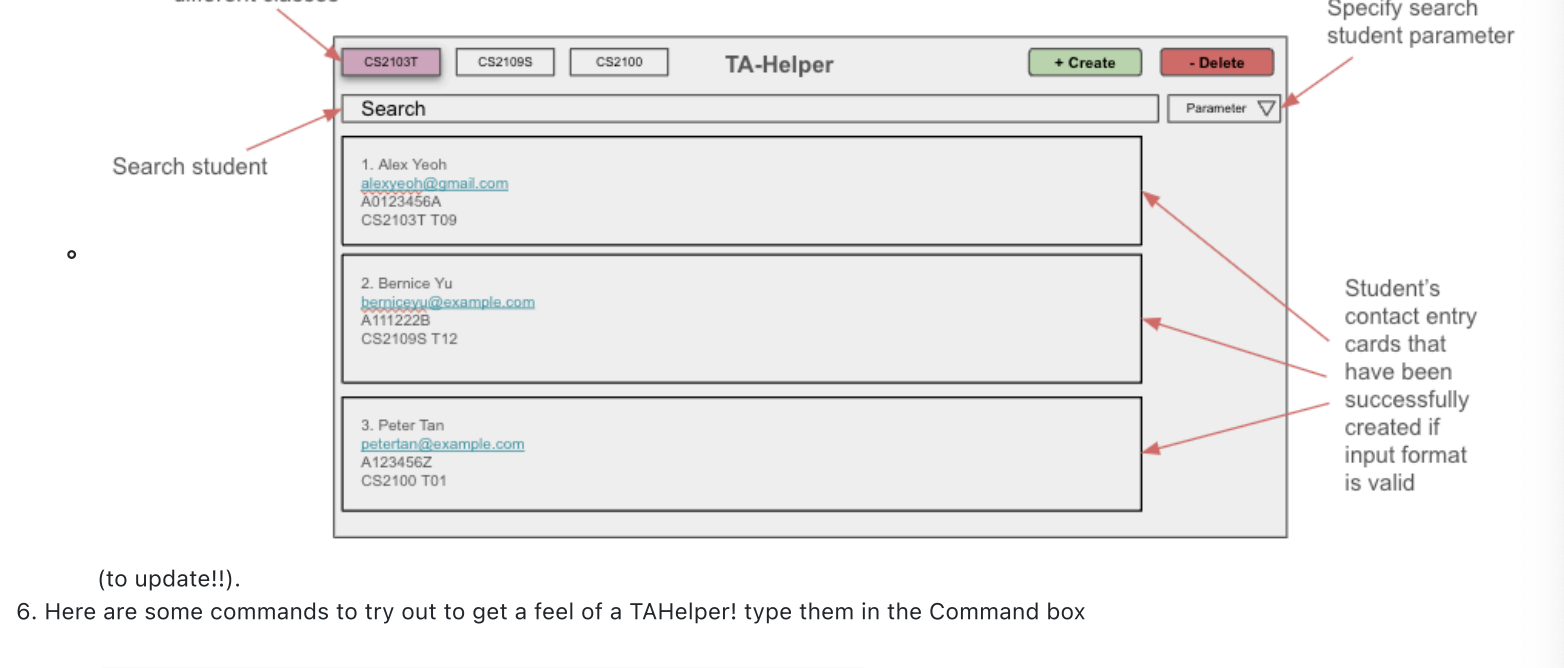 different classes
Specify search
student parameter
CS2103T
CS2109S
CS2100
TA-Helper
+ Create
- Delete
Search
Parameter
Search student
1. Alex Yeoh
alexyeoh@gmail.com
A0123456A
CS2103T T09
2. Bernice Yu
berniceyu@example.com
A111222B
CS2109S T12
3. Peter Tan
petertan@example.com
A123456Z
CS2100 T01
Student's
contact entry
cards that
have been
successfully
created if
input format
is valid
(to update!!).
6. Here are some commands to try out to get a feel of a TAHelper! type them in the Command box